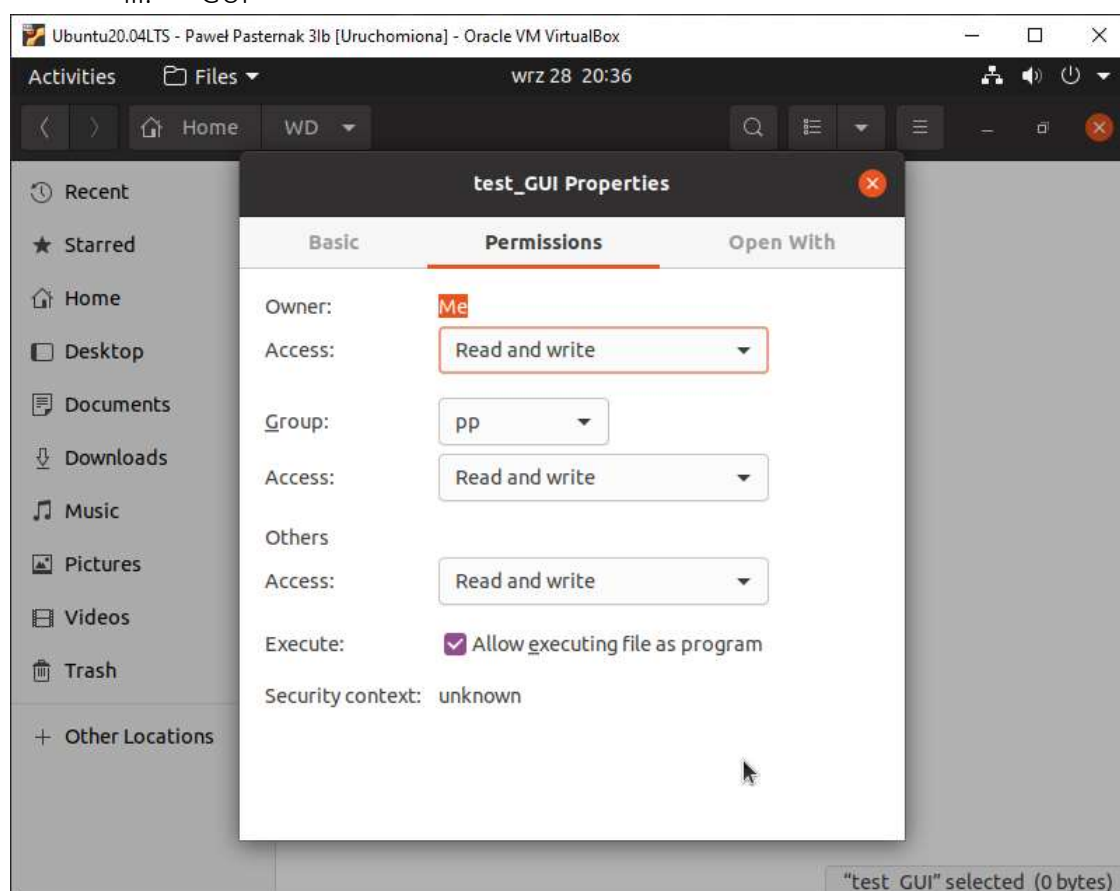 iii. GUI
Ubuntu20.04LTS - Paweł Pasternak 3Ib [Uruchomiona] - Oracle VM VirtualBox
Activities Files wrz 28 20:36
Home WD
test_GUI Properties
Recent
Basic Permissions Open With
Starred
Home
Owner: Me
Desktop
Access: Read and write
Documents
Group: pp
Downloads
Access: Read and write
Music
Others
Pictures
Access: Read and write
Videos
Execute: Allow executing file as program
Trash
Security context: unknown
Other Locations
"test_GUI" selected (0 bytes)